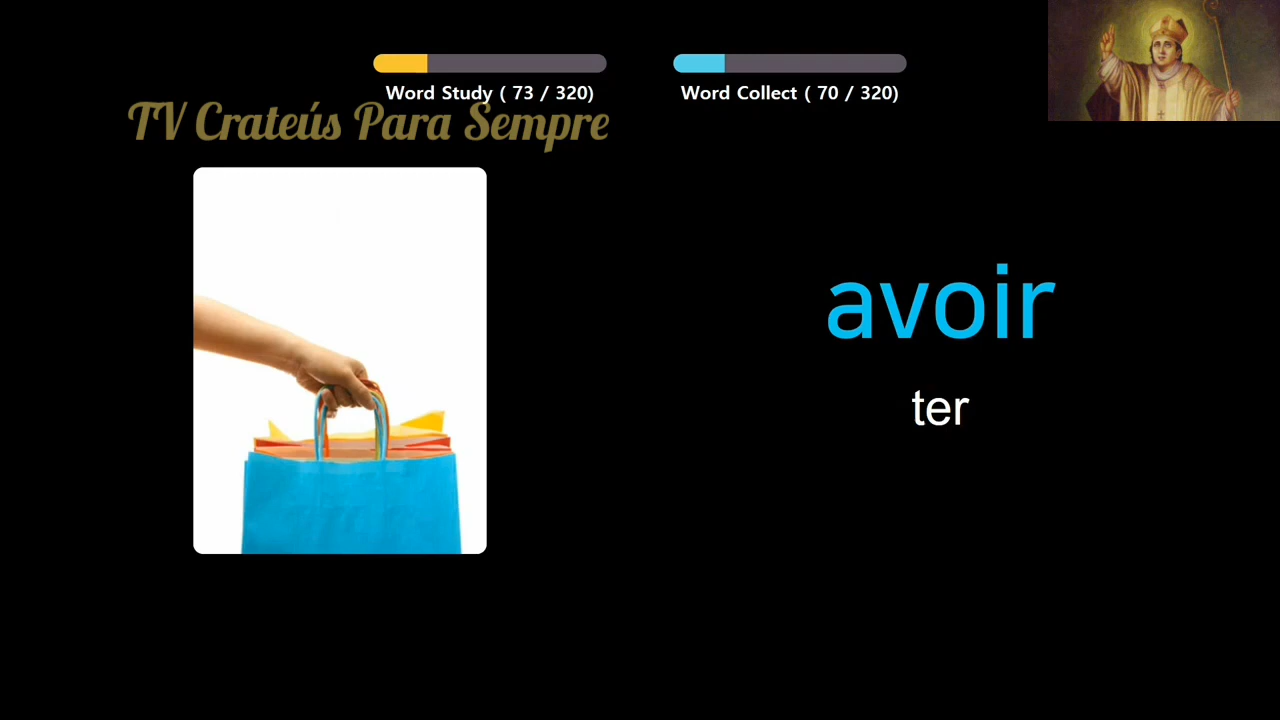 Word Study ( 73 / 320)
Word Collect ( 70 / 320)
TV Crateús Para Sempre
avoir
ter